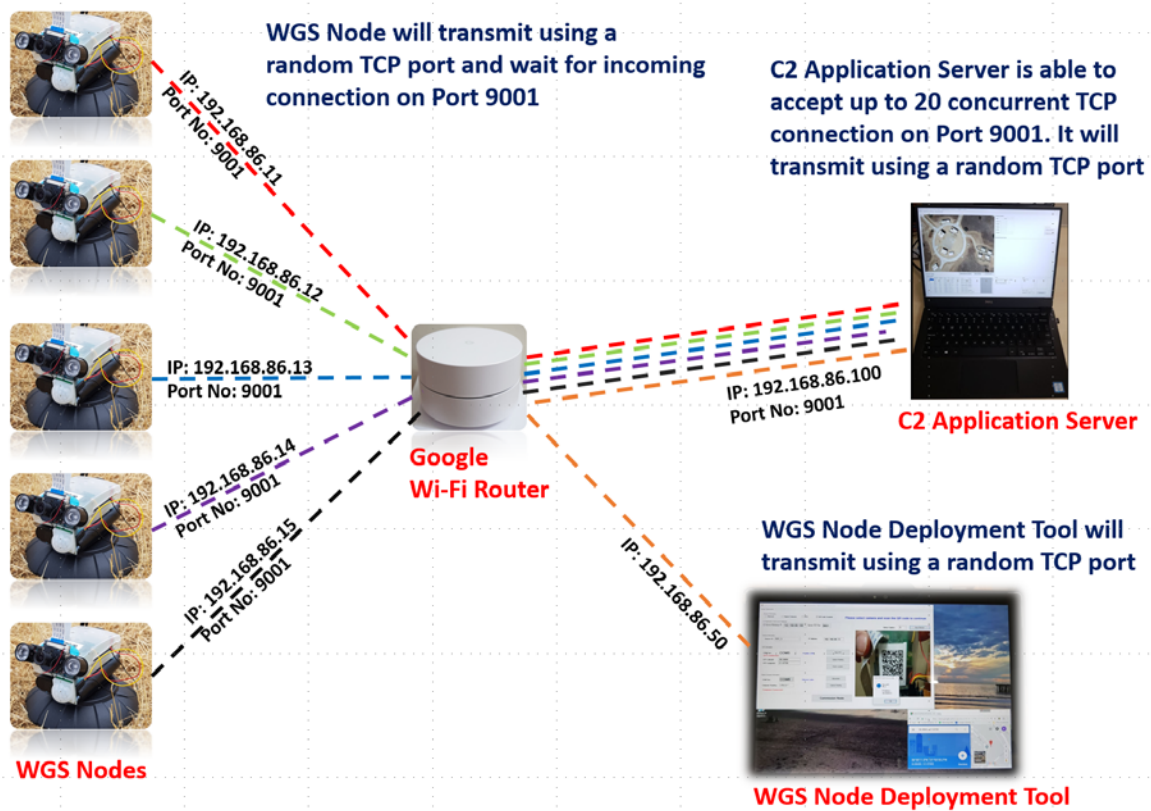 WGS Node will transmit using a
random TCP port and wait for incoming
connection on Port 9001
C2 Application Server is able to
accept up to 20 concurrent TCP
connection on Port 9001. It will
transmit using a random TCP port
IP: 192.168.86.11
Port No: 9001
IP: 192.168.86.12
Port No: 9001
IP: 192.168.86.13
Port No: 9001
IP: 192.168.86.14
Port No: 9001
IP: 192.168.86.15
Port No: 9001
WGS Nodes
Google
Wi-Fi Router
IP: 192.168.86.100
Port No: 9001
C2 Application Server
IP: 192.168.86.50
WGS Node Deployment Tool will
transmit using a random TCP port
WGS Node Deployment Tool